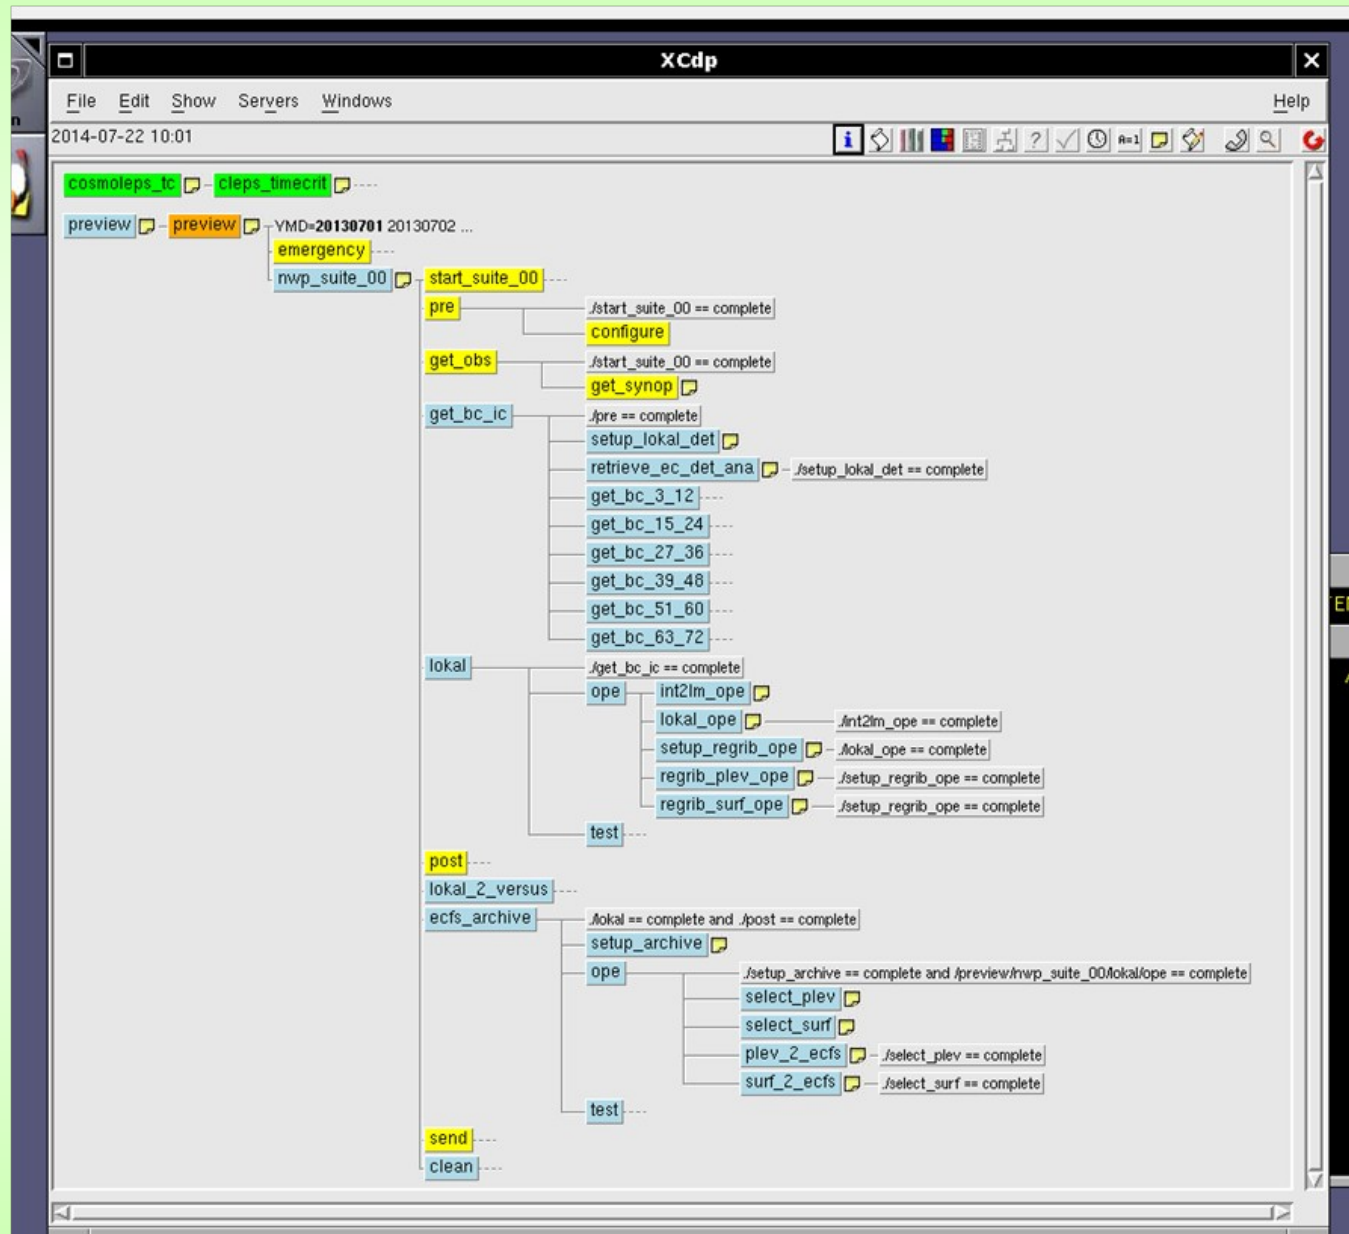 XCdp
File Edit Show Servers Windows Help
2014-07-22 10:01
i ? A=1
cosmoleps_tc cleps_timecrit
preview preview YMD=20130701 20130702 ...
emergency
nwp_suite_00 start_suite_00
pre ./start_suite_00 == complete
configure
get_obs ./start_suite_00 == complete
get_synop
get_bc_ic ./pre == complete
setup_lokal_det
retrieve_ec_det_ana ./setup_lokal_det == complete
get_bc_3_12
get_bc_15_24
get_bc_27_36
get_bc_39_48
get_bc_51_60
get_bc_63_72
lokal ./get_bc_ic == complete
ope int2lm_ope
lokal_ope ./int2lm_ope == complete
setup_regrib_ope ./lokal_ope == complete
regrib_plev_ope ./setup_regrib_ope == complete
regrib_surf_ope ./setup_regrib_ope == complete
test
post
lokal_2_versus
ecfs_archive ./lokal == complete and ./post == complete
setup_archive
ope ./setup_archive == complete and /preview/nwp_suite_00/lokal/ope == complete
select_plev
select_surf
plev_2_ecfs ./select_plev == complete
surf_2_ecfs ./select_surf == complete
test
send
clean